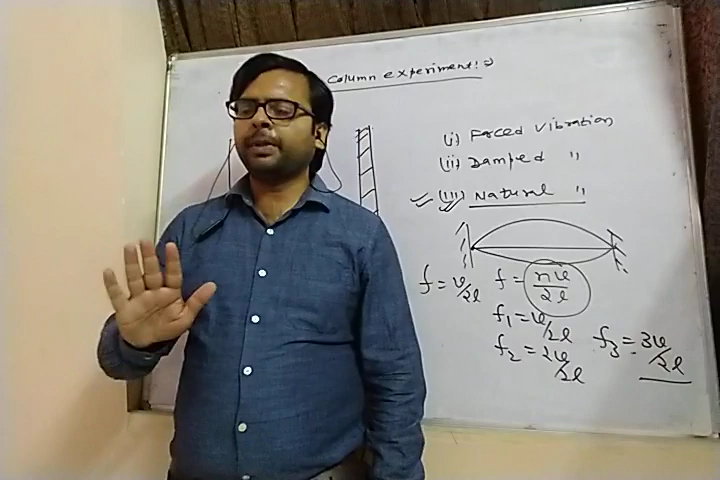 Column experiment :⇒
(i) Forced Vibration
(ii) Damped "
(iii) Natural "
f = v/2l
f = nv/2l
f₁ = v/2l
f₂ = 2v/2l
f₃ = 3v/2l